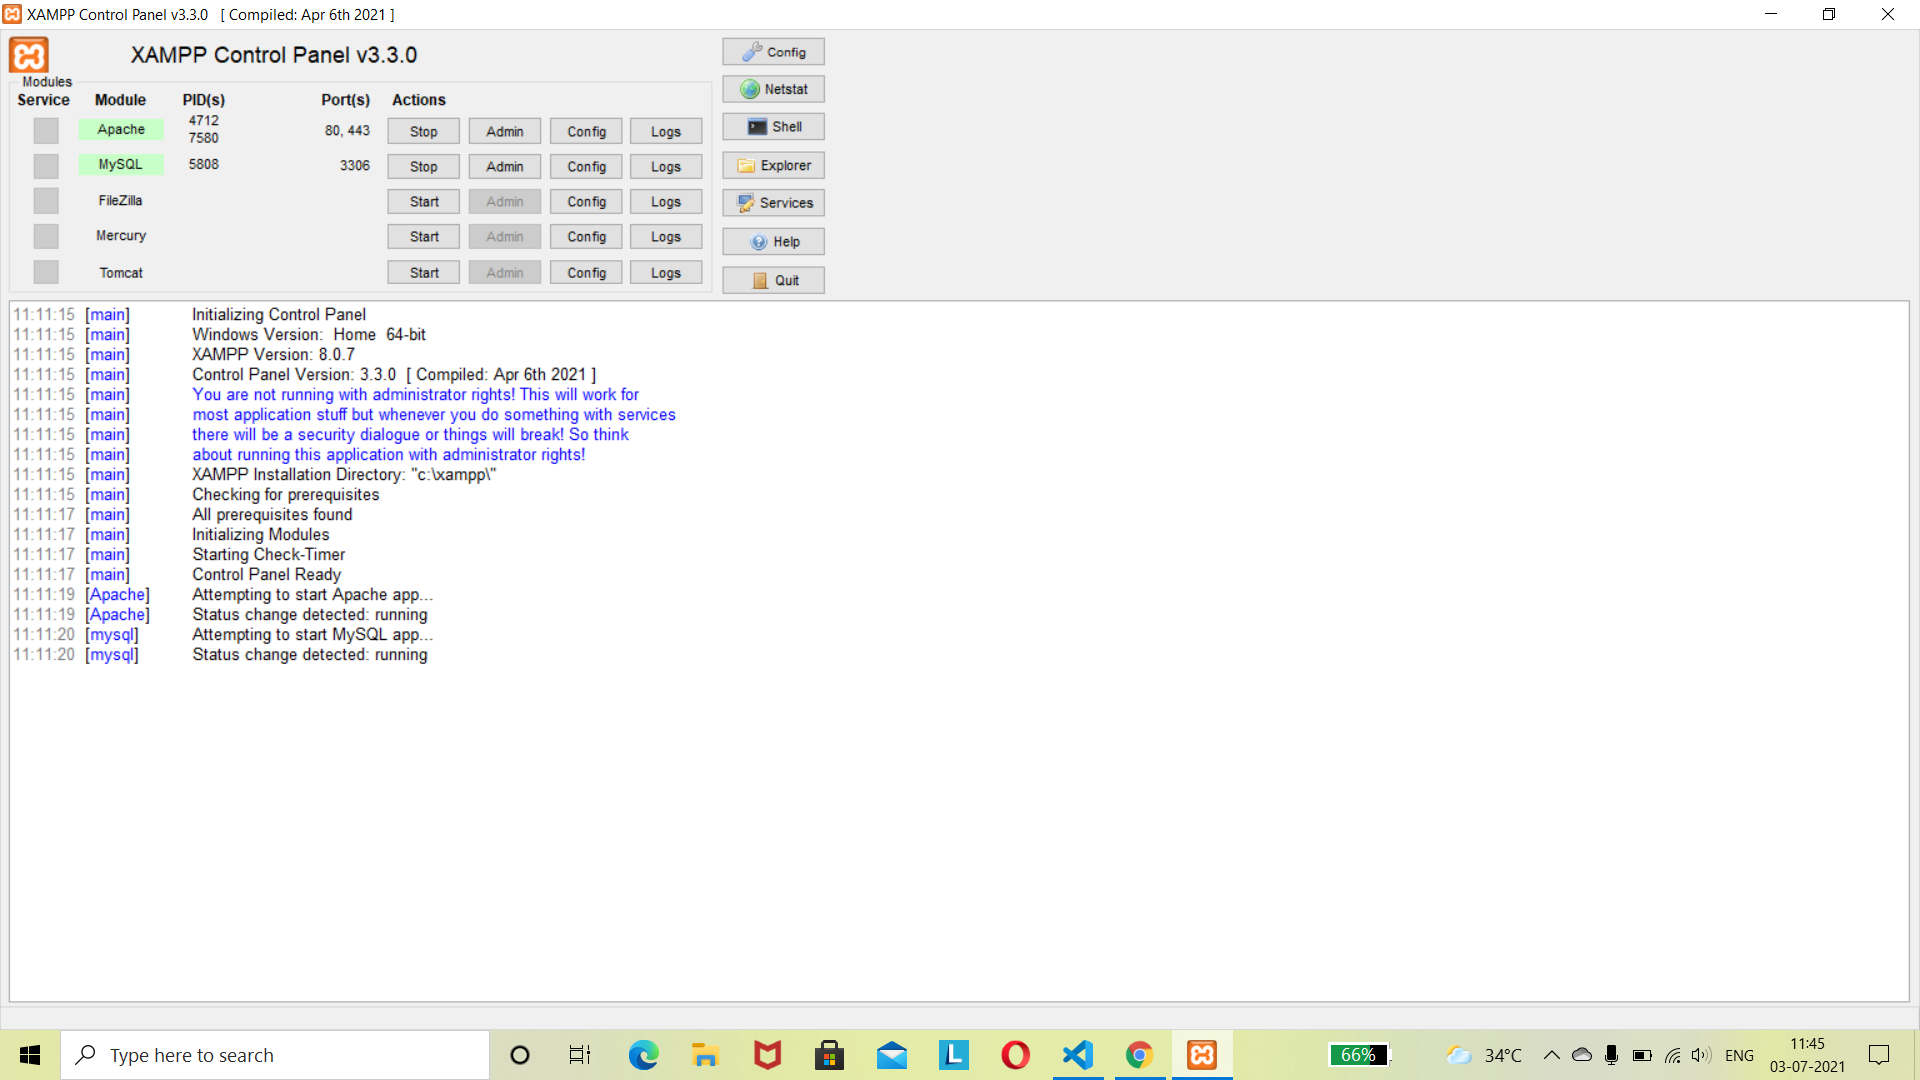 XAMPP Control Panel v3.3.0 [ Compiled: Apr 6th 2021 ]
XAMPP Control Panel v3.3.0
Modules
Service Module PID(s) Port(s) Actions
Apache 4712 7580 80, 443 Stop Admin Config Logs
MySQL 5808 3306 Stop Admin Config Logs
FileZilla Start Admin Config Logs
Mercury Start Admin Config Logs
Tomcat Start Admin Config Logs
Config
Netstat
Shell
Explorer
Services
Help
Quit
11:11:15 [main] Initializing Control Panel
11:11:15 [main] Windows Version: Home 64-bit
11:11:15 [main] XAMPP Version: 8.0.7
11:11:15 [main] Control Panel Version: 3.3.0 [ Compiled: Apr 6th 2021 ]
11:11:15 [main] You are not running with administrator rights! This will work for
11:11:15 [main] most application stuff but whenever you do something with services
11:11:15 [main] there will be a security dialogue or things will break! So think
11:11:15 [main] about running this application with administrator rights!
11:11:15 [main] XAMPP Installation Directory: "c:\xampp\"
11:11:15 [main] Checking for prerequisites
11:11:17 [main] All prerequisites found
11:11:17 [main] Initializing Modules
11:11:17 [main] Starting Check-Timer
11:11:17 [main] Control Panel Ready
11:11:19 [Apache] Attempting to start Apache app...
11:11:19 [Apache] Status change detected: running
11:11:20 [mysql] Attempting to start MySQL app...
11:11:20 [mysql] Status change detected: running
Type here to search
L
66%
34°C
ENG
11:45
03-07-2021